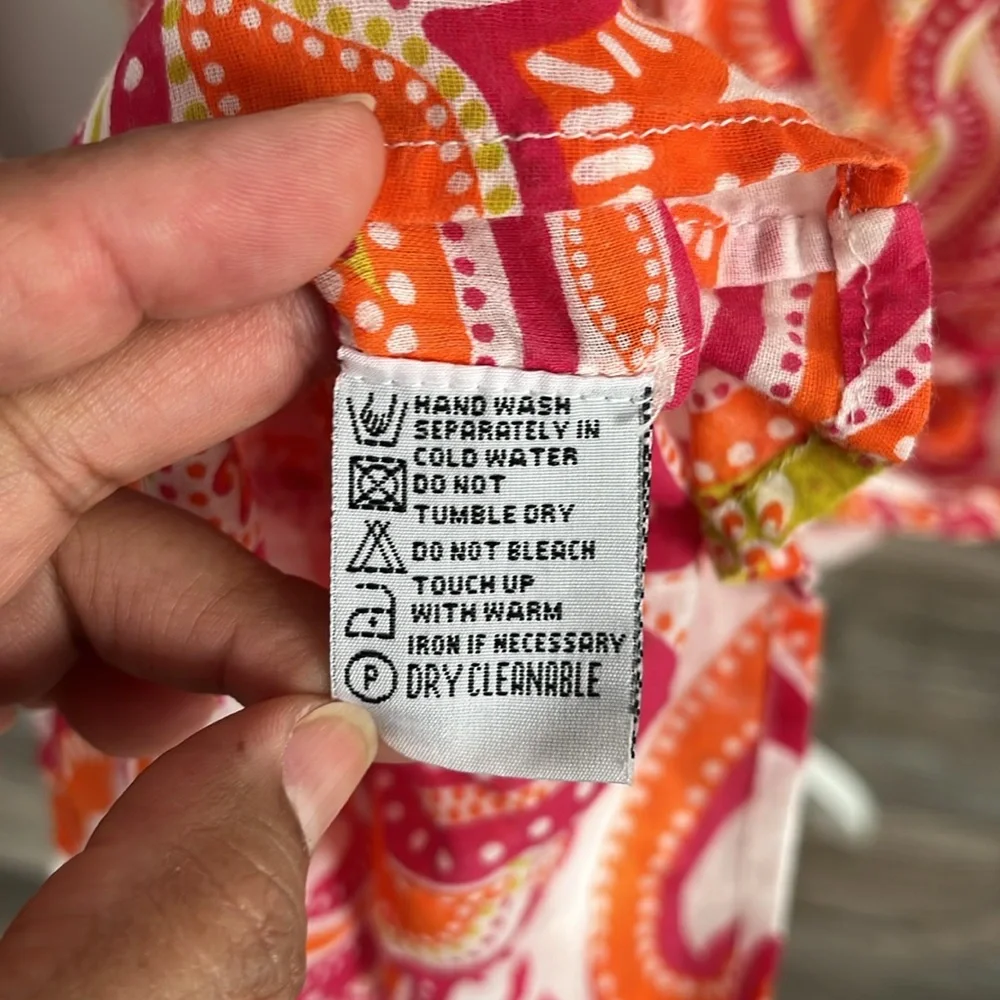 HAND WASH
SEPARATELY IN
COLD WATER
DO NOT
TUMBLE DRY
DO NOT BLEACH
TOUCH UP
WITH WARM
IRON IF NECESSARY
P DRY CLEANABLE